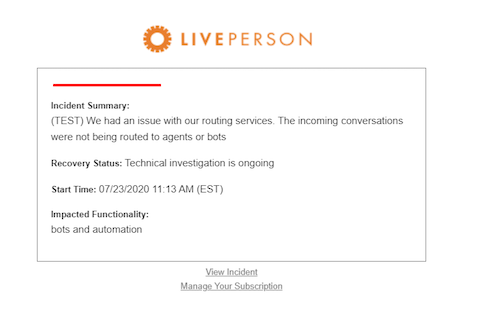 LIVEPERSON
Incident Summary:
(TEST) We had an issue with our routing services. The incoming conversations
were not being routed to agents or bots
Recovery Status: Technical investigation is ongoing
Start Time: 07/23/2020 11:13 AM (EST)
Impacted Functionality:
bots and automation
View Incident
Manage Your Subscription